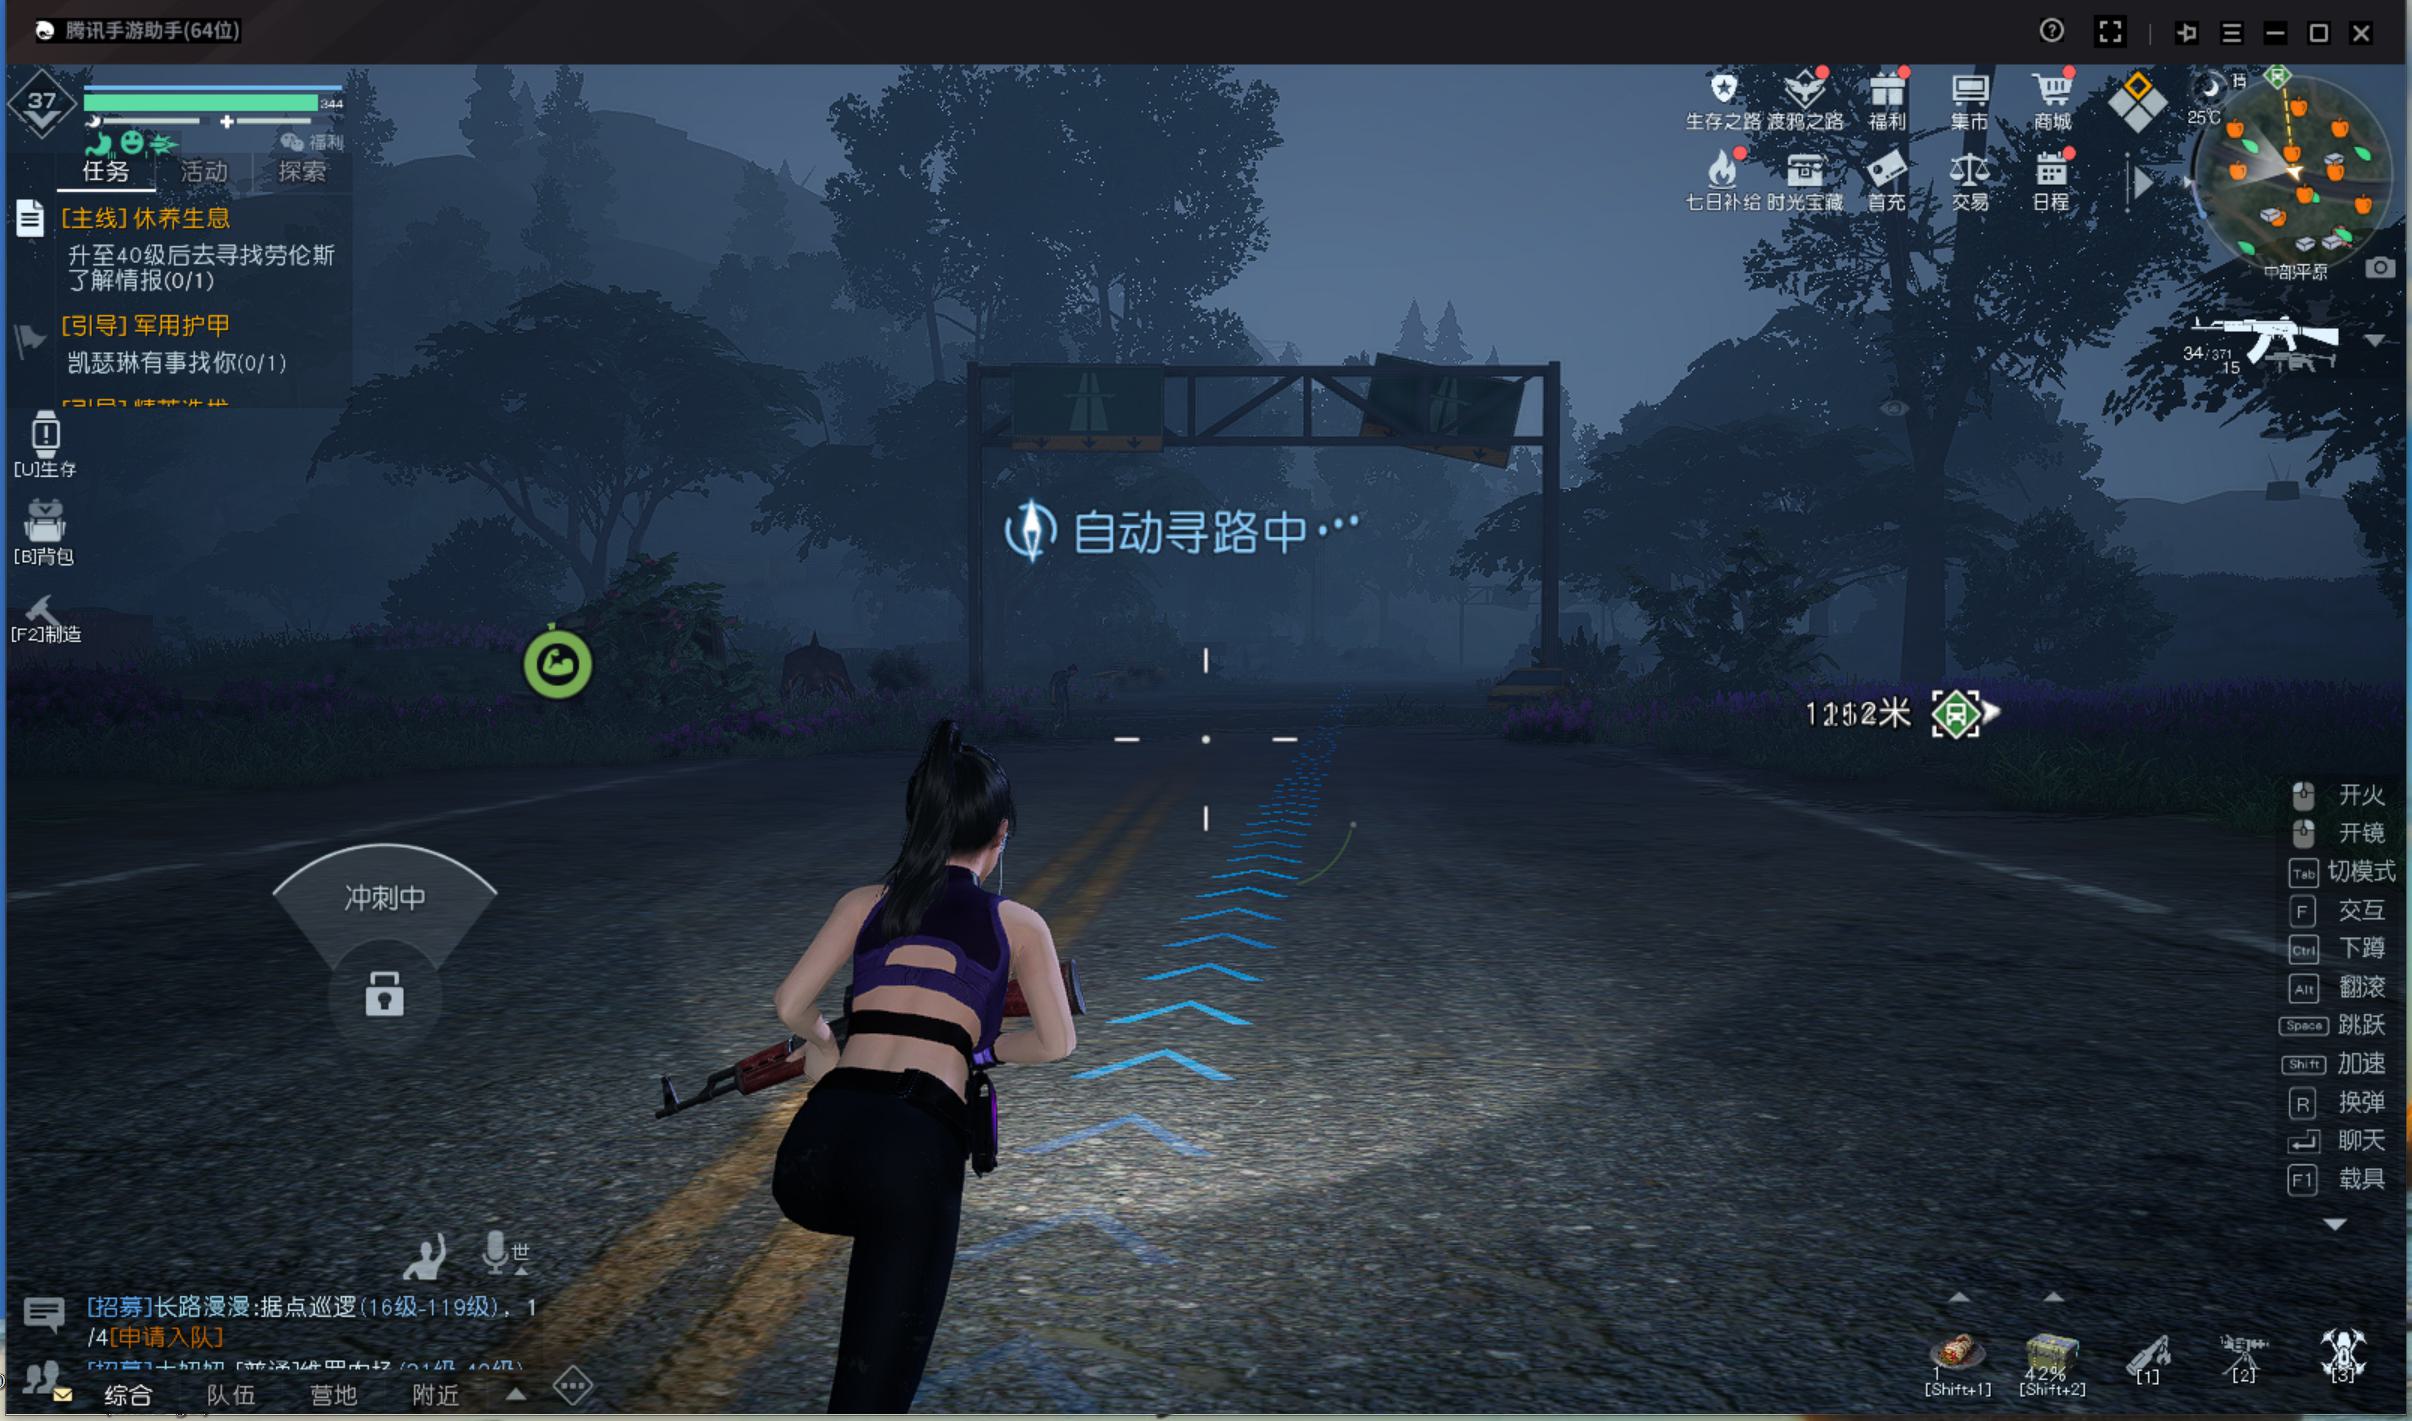 腾讯手游助手(64位)
37
344
福利
任务 活动 探索
[主线] 休养生息
升至40级后去寻找劳伦斯
了解情报(0/1)
[引导] 军用护甲
凯瑟琳有事找你(0/1)
[U]生存
[B]背包
[F2]制造
生存之路 渡鸦之路 福利 集市 商城
七日补给 时光宝藏 首充 交易 日程
晴
25℃
中部平原
34/371
15
自动寻路中···
冲刺中
开火
开镜
Tab 切模式
F 交互
Ctrl 下蹲
Alt 翻滚
Space 跳跃
Shift 加速
R 换弹
聊天
F1 载具
世
[招募]长路漫漫:据点巡逻(16级-119级), 1
/4[申请入队]
综合 队伍 营地 附近
1
[Shift+1]
42%
[Shift+2]
[1]
[2]
[3]